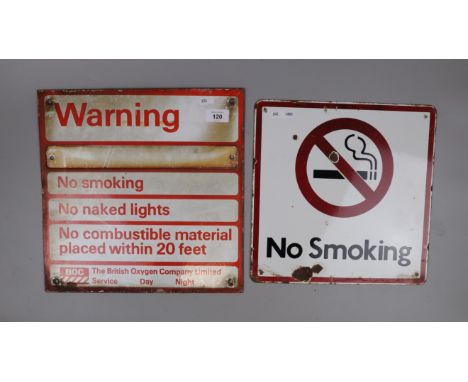 Warning
120
No smoking
No naked lights
No combustible material
placed within 20 feet
BOC The British Oxygen Company Limited
Service Day Night
No Smoking